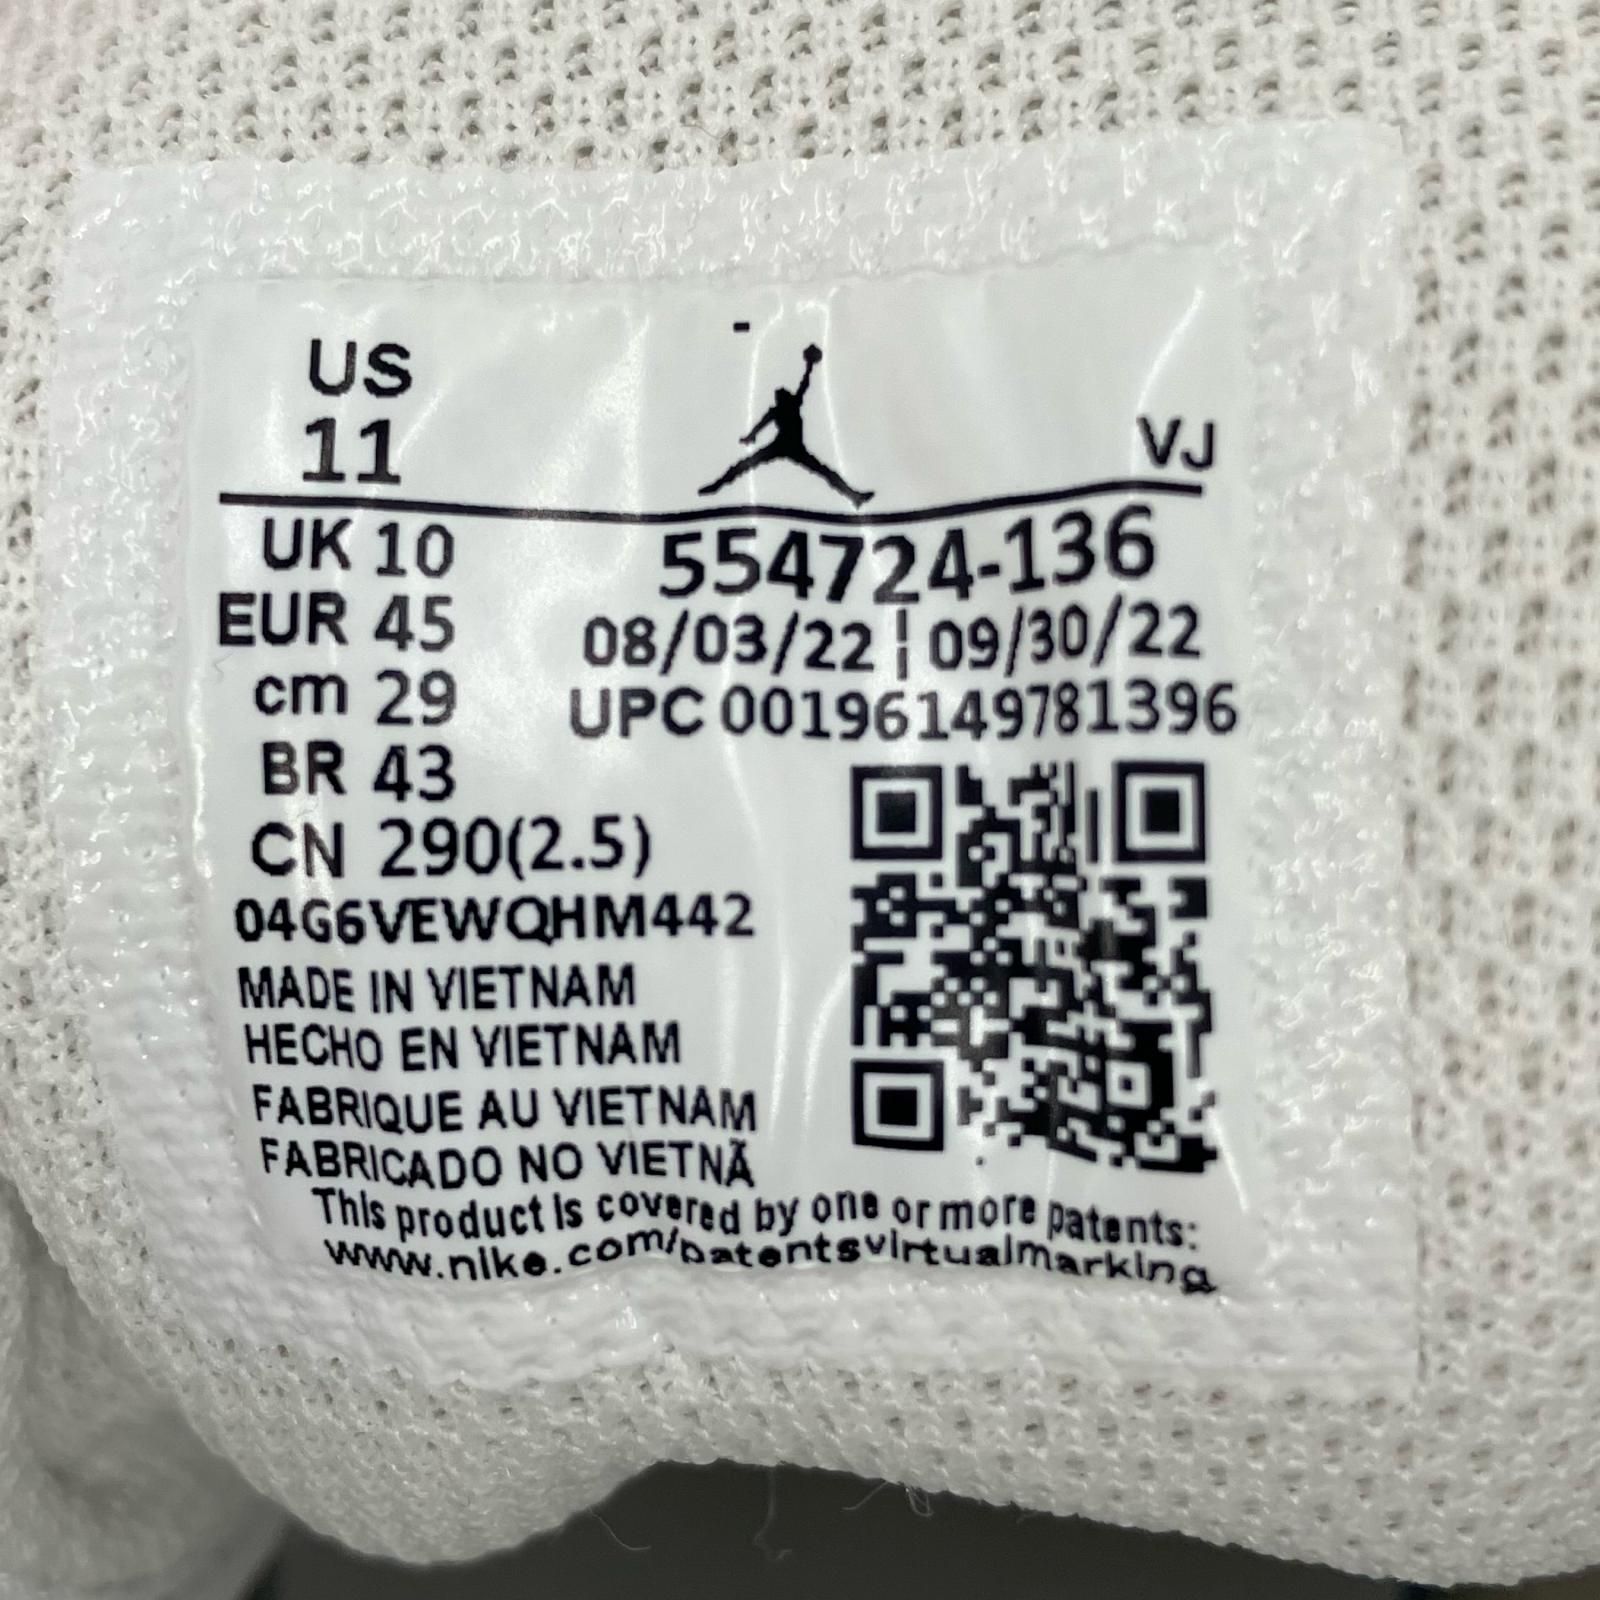 US
11
VJ
UK 10
EUR 45
cm 29
BR 43
CN 290(2.5)
554724-136
08/03/22 ¦ 09/30/22
UPC 00196149781396
04G6VEWQHM442
MADE IN VIETNAM
HECHO EN VIETNAM
FABRIQUE AU VIETNAM
FABRICADO NO VIETNÃ
This product is covered by one or more patents:
www.nike.com/patentsvirtualmarking